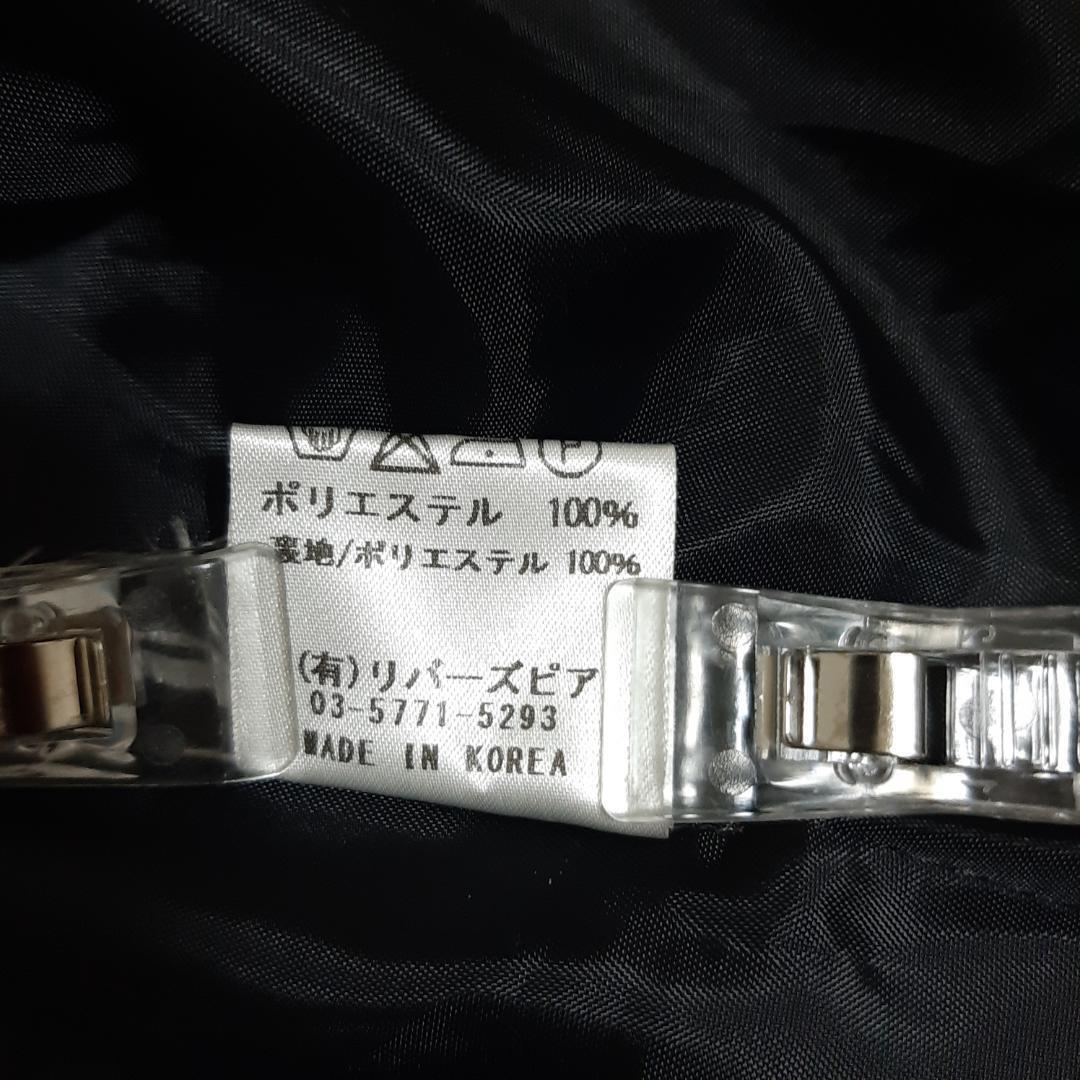 P
ポリエステル 100%
裏地/ポリエステル 100%
(有)リバーズピア
03-5771-5293
MADE IN KOREA